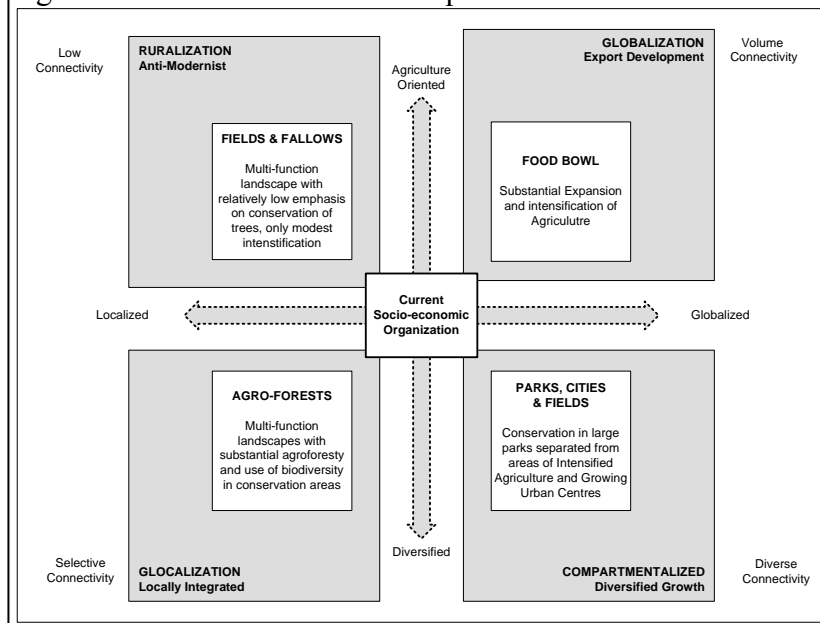 Low
Connectivity
RURALIZATION
Anti-Modernist
Agriculture
Oriented
GLOBALIZATION
Export Development
Volume
Connectivity
FIELDS & FALLOWS
Multi-function
landscape with
relatively low emphasis
on conservation of
trees, only modest
intenstification
FOOD BOWL
Substantial Expansion
and intensification of
Agriculutre
Localized
Current
Socio-economic
Organization
Globalized
AGRO-FORESTS
Multi-function
landscapes with
substantial agroforesty
and use of biodiversity
in conservation areas
PARKS, CITIES
& FIELDS
Conservation in large
parks separated from
areas of Intensified
Agriculture and Growing
Urban Centres
Selective
Connectivity
GLOCALIZATION
Locally Integrated
Diversified
COMPARTMENTALIZED
Diversified Growth
Diverse
Connectivity